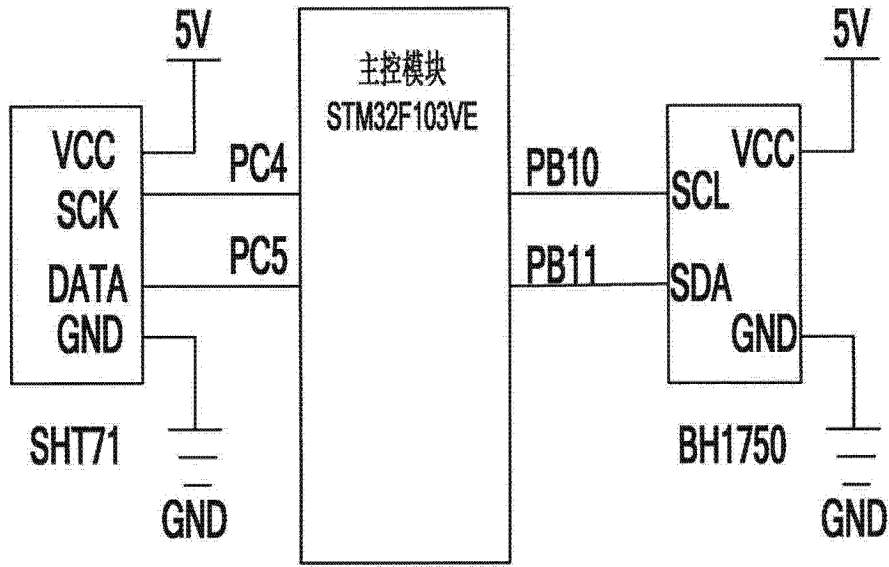 5V
VCC
SCK
DATA
GND
SHT71
GND
PC4
PC5
主控模块
STM32F103VE
PB10
PB11
5V
VCC
SCL
SDA
GND
BH1750
GND